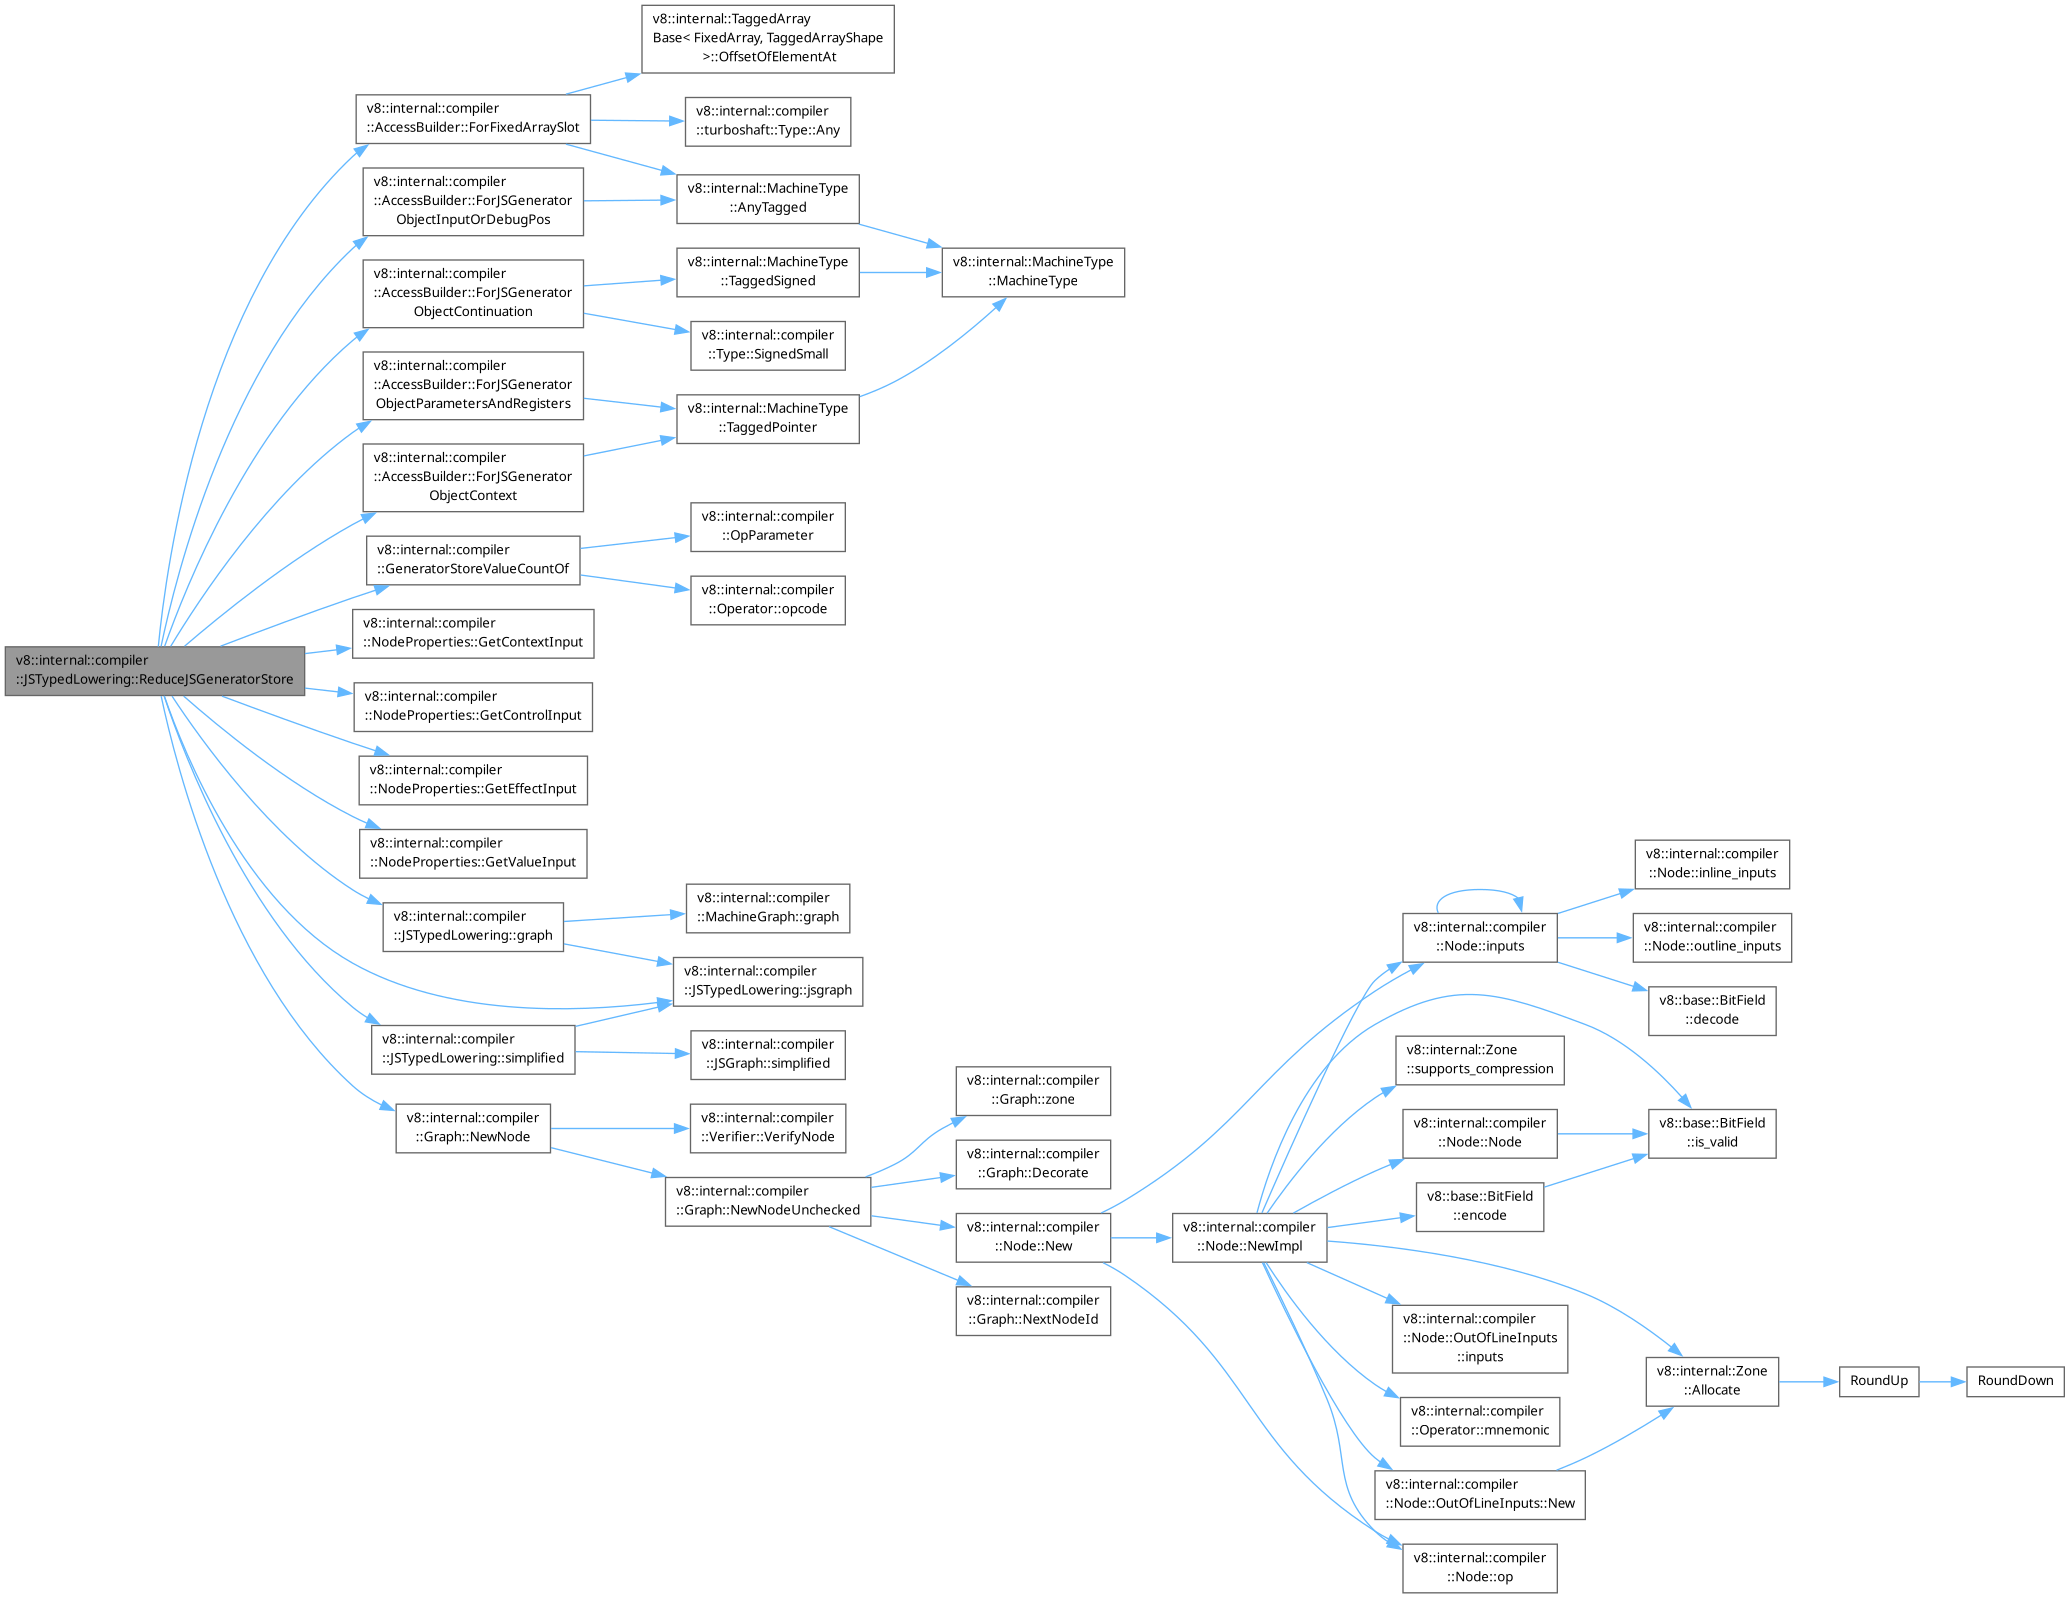 v8::internal::TaggedArray
Base< FixedArray, TaggedArrayShape
>::OffsetOfElementAt
v8::internal::compiler
::AccessBuilder::ForFixedArraySlot
v8::internal::compiler
::turboshaft::Type::Any
v8::internal::compiler
::AccessBuilder::ForJSGenerator
ObjectInputOrDebugPos
v8::internal::MachineType
::AnyTagged
v8::internal::compiler
::AccessBuilder::ForJSGenerator
ObjectContinuation
v8::internal::MachineType
::TaggedSigned
v8::internal::MachineType
::MachineType
v8::internal::compiler
::Type::SignedSmall
v8::internal::compiler
::AccessBuilder::ForJSGenerator
ObjectParametersAndRegisters
v8::internal::MachineType
::TaggedPointer
v8::internal::compiler
::AccessBuilder::ForJSGenerator
ObjectContext
v8::internal::compiler
::GeneratorStoreValueCountOf
v8::internal::compiler
::OpParameter
v8::internal::compiler
::Operator::opcode
v8::internal::compiler
::NodeProperties::GetContextInput
v8::internal::compiler
::JSTypedLowering::ReduceJSGeneratorStore
v8::internal::compiler
::NodeProperties::GetControlInput
v8::internal::compiler
::NodeProperties::GetEffectInput
v8::internal::compiler
::NodeProperties::GetValueInput
v8::internal::compiler
::JSTypedLowering::graph
v8::internal::compiler
::MachineGraph::graph
v8::internal::compiler
::JSTypedLowering::jsgraph
v8::internal::compiler
::JSTypedLowering::simplified
v8::internal::compiler
::JSGraph::simplified
v8::internal::compiler
::Graph::NewNode
v8::internal::compiler
::Verifier::VerifyNode
v8::internal::compiler
::Graph::NewNodeUnchecked
v8::internal::compiler
::Graph::zone
v8::internal::compiler
::Graph::Decorate
v8::internal::compiler
::Node::New
v8::internal::compiler
::Graph::NextNodeId
v8::internal::compiler
::Node::NewImpl
v8::internal::compiler
::Node::inputs
v8::internal::compiler
::Node::inline_inputs
v8::internal::compiler
::Node::outline_inputs
v8::base::BitField
::decode
v8::internal::Zone
::supports_compression
v8::internal::compiler
::Node::Node
v8::base::BitField
::is_valid
v8::base::BitField
::encode
v8::internal::compiler
::Node::OutOfLineInputs
::inputs
v8::internal::compiler
::Operator::mnemonic
v8::internal::compiler
::Node::OutOfLineInputs::New
v8::internal::compiler
::Node::op
v8::internal::Zone
::Allocate
RoundUp
RoundDown